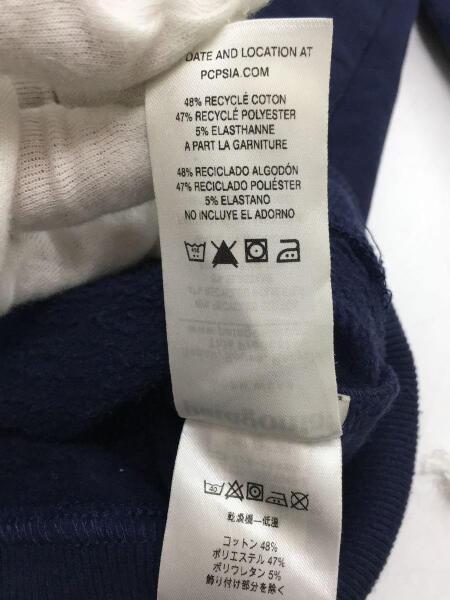 DATE AND LOCATION AT
PCPSIA.COM
48% RECYCLÉ COTON
47% RECYCLÉ POLYESTER
5% ELASTHANNE
A PART LA GARNITURE
48% RECICLADO ALGODÓN
47% RECICLADO POLIÉSTER
5% ELASTANO
NO INCLUYE EL ADORNO
40
乾燥機—低温
コットン 48%
ポリエステル 47%
ポリウレタン 5%
飾り付け部分を除く